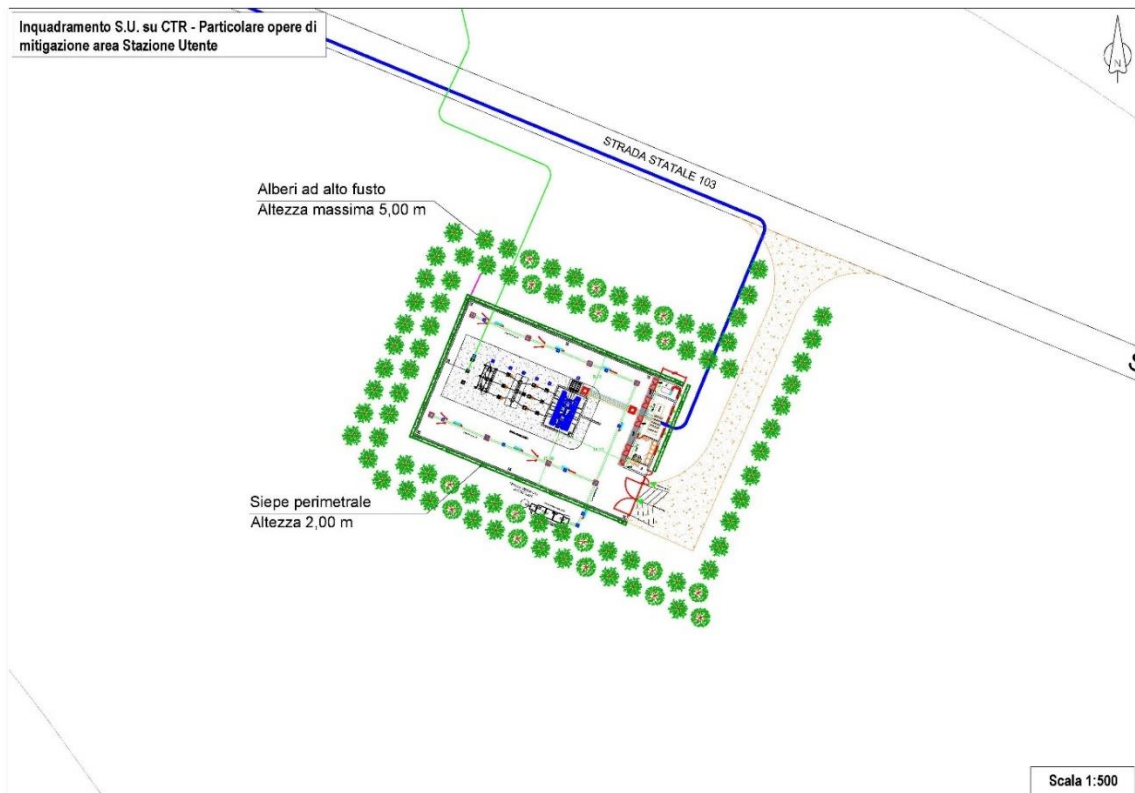 Inquadramento S.U. su CTR - Particolare opere di
mitigazione area Stazione Utente
N
STRADA STATALE 103
Alberi ad alto fusto
Altezza massima 5,00 m
S
Siepe perimetrale
Altezza 2,00 m
Scala 1:500